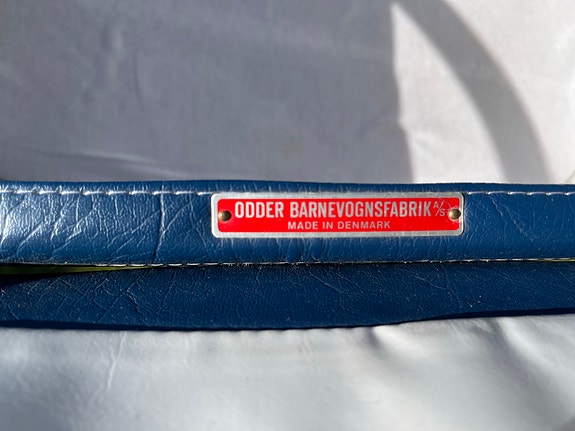 ODDER BARNEVOGNSFABRIK A/S
MADE IN DENMARK